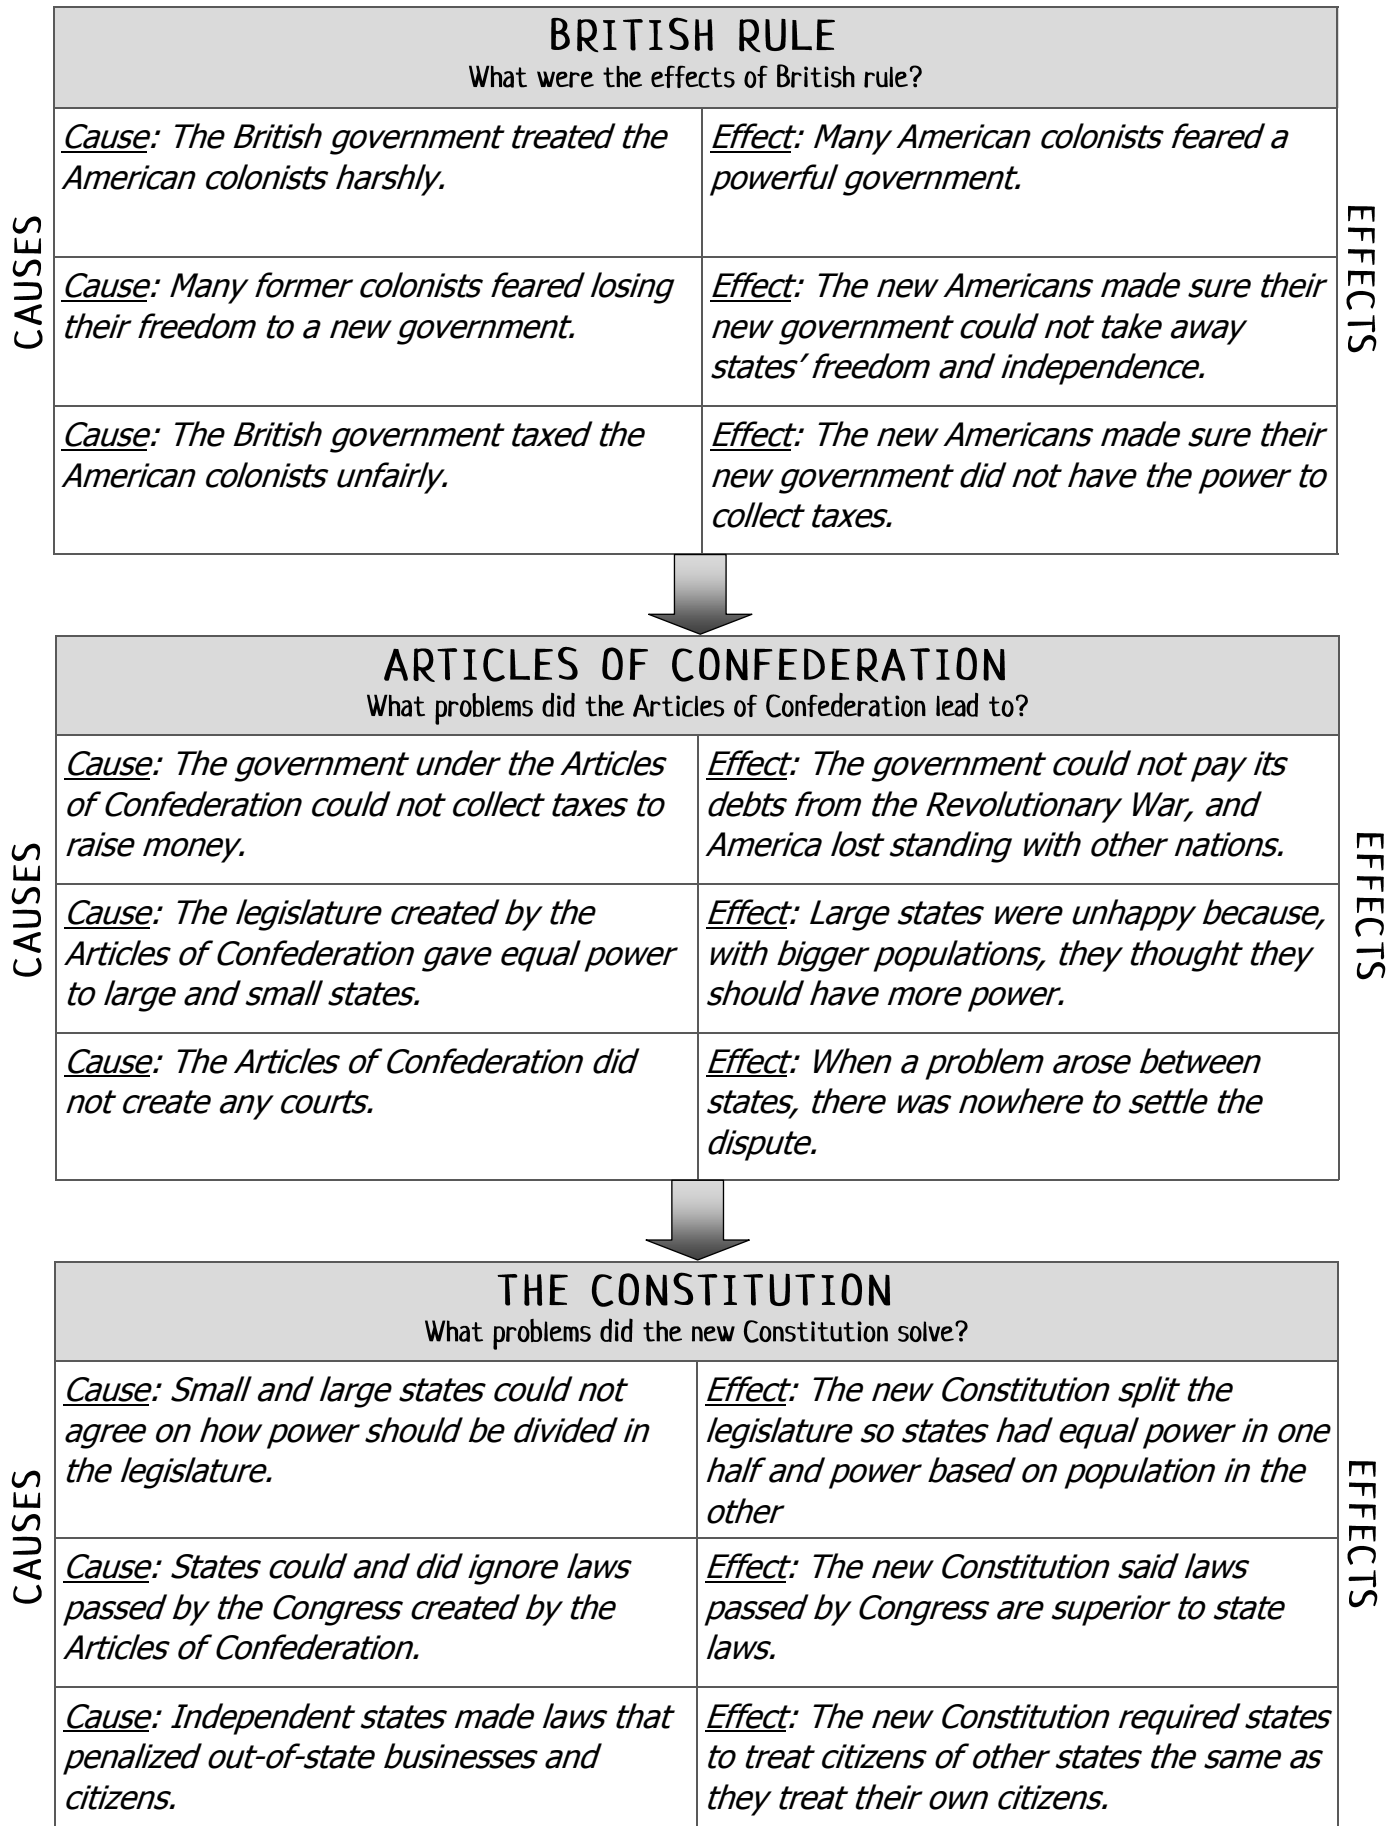 BRITISH RULE
What were the effects of British rule?
CAUSES
Cause: The British government treated the
American colonists harshly.
Effect: Many American colonists feared a
powerful government.
Cause: Many former colonists feared losing
their freedom to a new government.
Effect: The new Americans made sure their
new government could not take away
states’ freedom and independence.
Cause: The British government taxed the
American colonists unfairly.
Effect: The new Americans made sure their
new government did not have the power to
collect taxes.
EFFECTS
ARTICLES OF CONFEDERATION
What problems did the Articles of Confederation lead to?
CAUSES
Cause: The government under the Articles
of Confederation could not collect taxes to
raise money.
Effect: The government could not pay its
debts from the Revolutionary War, and
America lost standing with other nations.
Cause: The legislature created by the
Articles of Confederation gave equal power
to large and small states.
Effect: Large states were unhappy because,
with bigger populations, they thought they
should have more power.
Cause: The Articles of Confederation did
not create any courts.
Effect: When a problem arose between
states, there was nowhere to settle the
dispute.
EFFECTS
THE CONSTITUTION
What problems did the new Constitution solve?
CAUSES
Cause: Small and large states could not
agree on how power should be divided in
the legislature.
Effect: The new Constitution split the
legislature so states had equal power in one
half and power based on population in the
other
Cause: States could and did ignore laws
passed by the Congress created by the
Articles of Confederation.
Effect: The new Constitution said laws
passed by Congress are superior to state
laws.
Cause: Independent states made laws that
penalized out-of-state businesses and
citizens.
Effect: The new Constitution required states
to treat citizens of other states the same as
they treat their own citizens.
EFFECTS